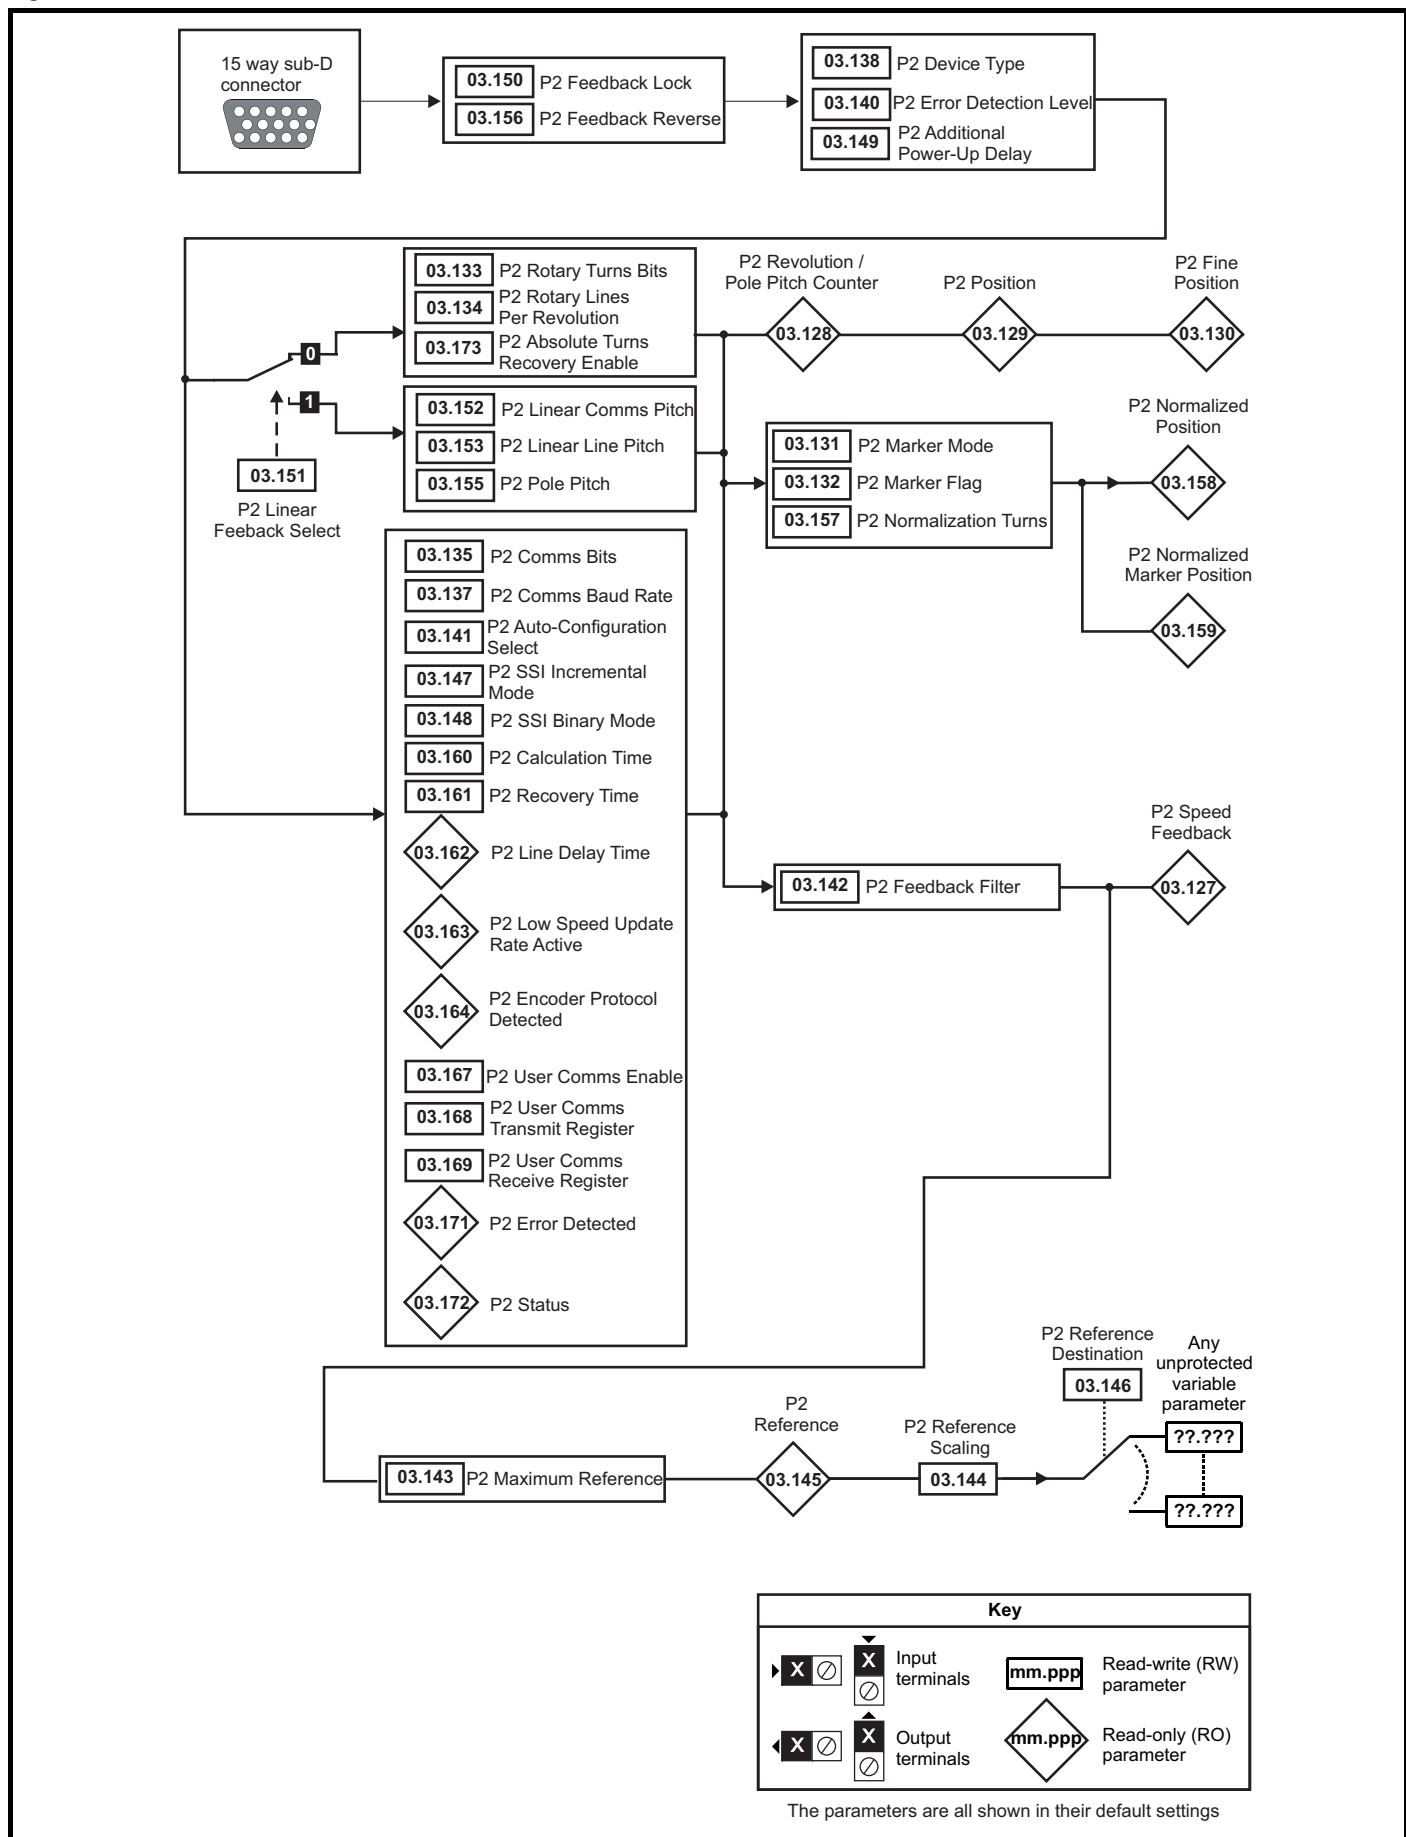 15 way sub-D
connector
03.150 P2 Feedback Lock
03.156 P2 Feedback Reverse
03.138 P2 Device Type
03.140 P2 Error Detection Level
03.149 P2 Additional
Power-Up Delay
03.133 P2 Rotary Turns Bits
03.134 P2 Rotary Lines
Per Revolution
03.173 P2 Absolute Turns
Recovery Enable
P2 Revolution /
Pole Pitch Counter
03.128
P2 Position
03.129
P2 Fine
Position
03.130
0
1
03.151
P2 Linear
Feeback Select
03.152 P2 Linear Comms Pitch
03.153 P2 Linear Line Pitch
03.155 P2 Pole Pitch
03.131 P2 Marker Mode
03.132 P2 Marker Flag
03.157 P2 Normalization Turns
P2 Normalized
Position
03.158
P2 Normalized
Marker Position
03.159
03.135 P2 Comms Bits
03.137 P2 Comms Baud Rate
03.141 P2 Auto-Configuration
Select
03.147 P2 SSI Incremental
Mode
03.148 P2 SSI Binary Mode
03.160 P2 Calculation Time
03.161 P2 Recovery Time
03.162 P2 Line Delay Time
03.163 P2 Low Speed Update
Rate Active
03.164 P2 Encoder Protocol
Detected
03.167 P2 User Comms Enable
03.168 P2 User Comms
Transmit Register
03.169 P2 User Comms
Receive Register
03.171 P2 Error Detected
03.172 P2 Status
03.142 P2 Feedback Filter
P2 Speed
Feedback
03.127
03.143 P2 Maximum Reference
P2
Reference
03.145
P2 Reference
Scaling
03.144
P2 Reference
Destination
03.146
Any
unprotected
variable
parameter
??.???
??.???
Key
X
X
Input
terminals
mm.ppp
Read-write (RW)
parameter
X
X
Output
terminals
mm.ppp
Read-only (RO)
parameter
The parameters are all shown in their default settings